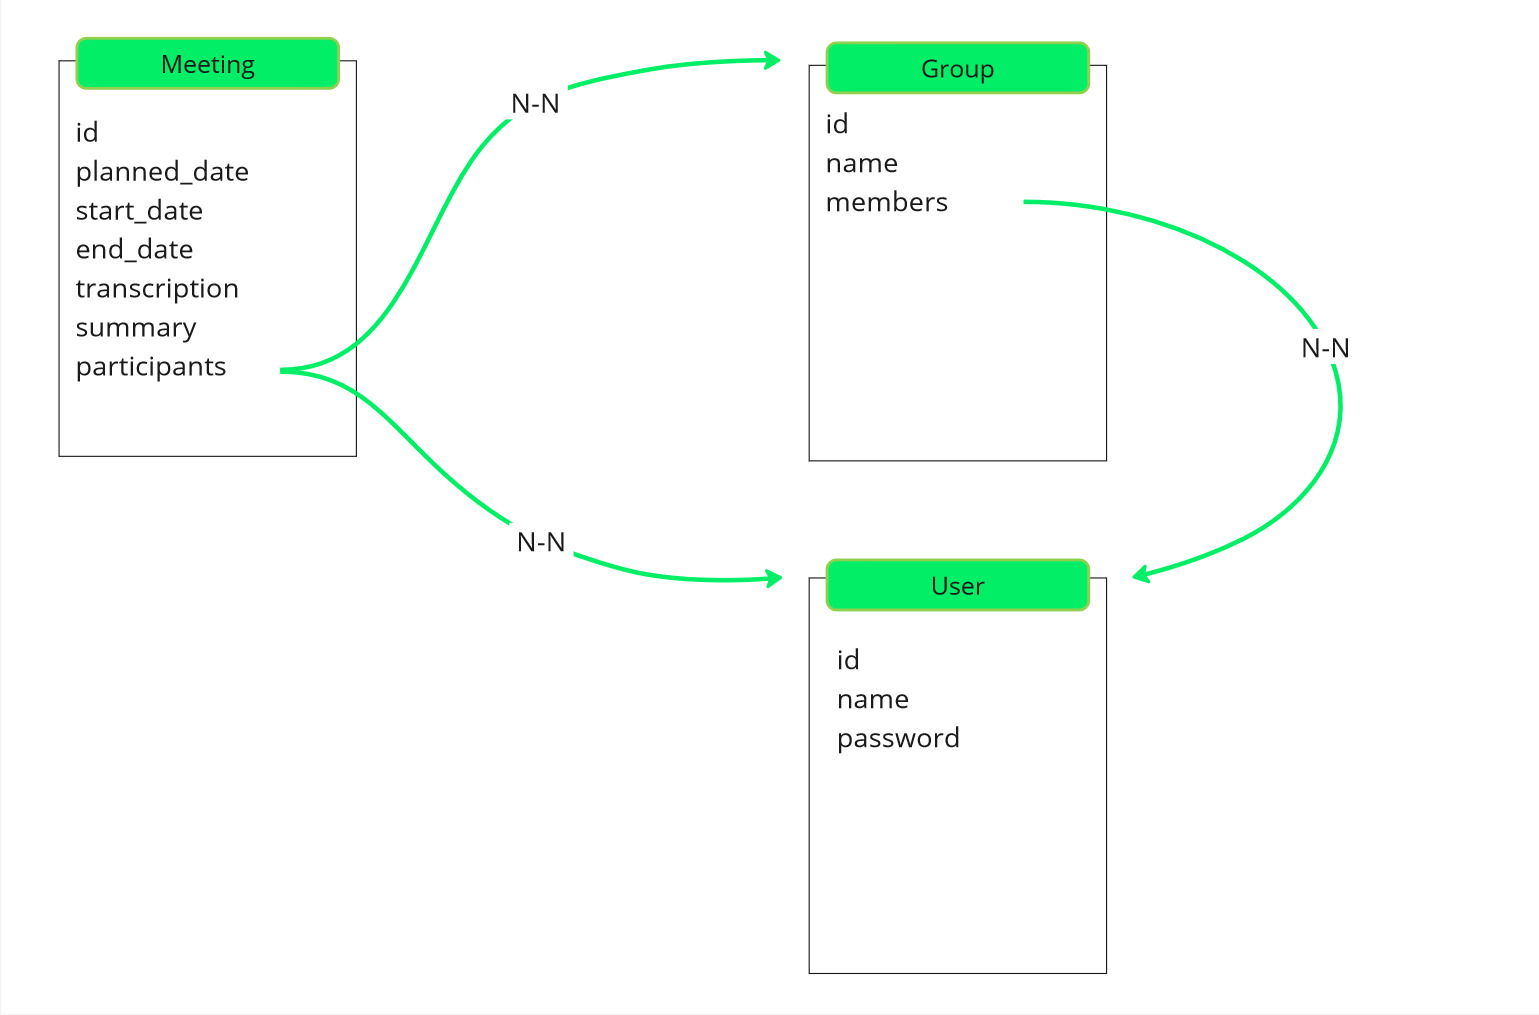 Meeting
id
planned_date
start_date
end_date
transcription
summary
participants
N-N
N-N
Group
id
name
members
N-N
User
id
name
password